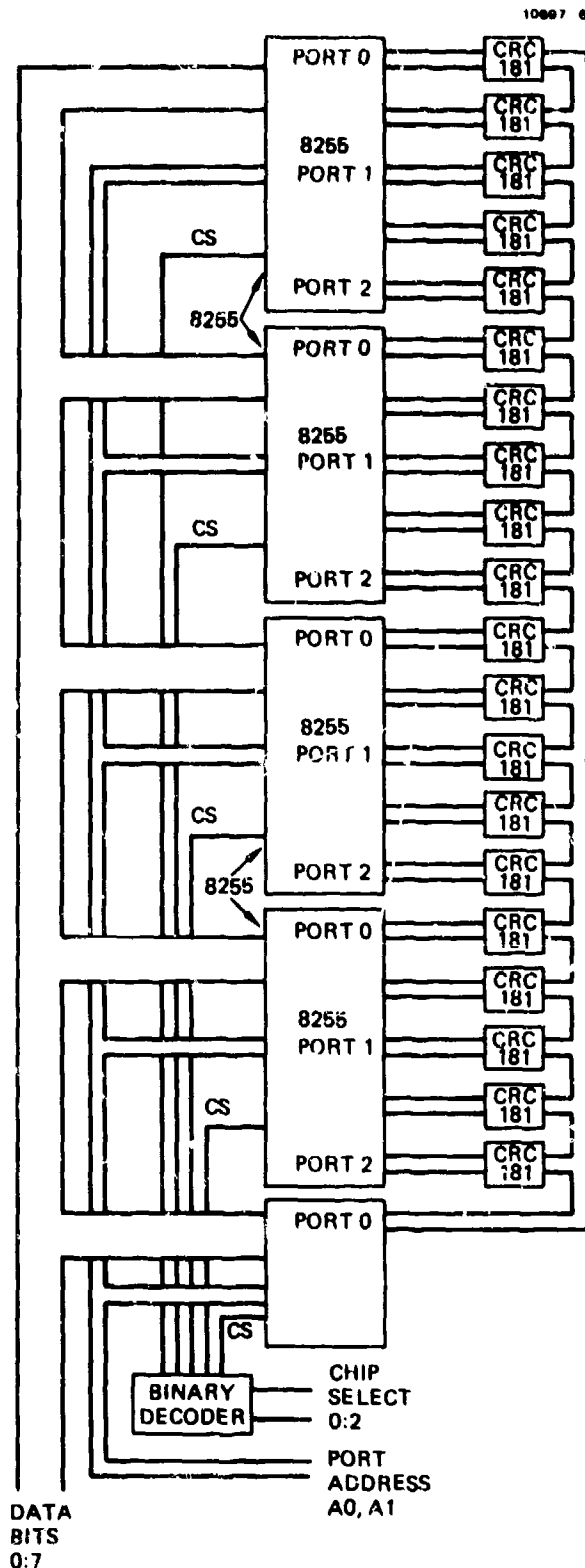 PORT 0
CRC
181
CRC
181
8255
PORT 1
CRC
181
CS
CRC
181
PORT 2
CRC
181
8255
PORT 0
CRC
181
CRC
181
8255
PORT 1
CRC
181
CS
CRC
181
PORT 2
CRC
181
PORT 0
CRC
181
CRC
181
8255
PORT 1
CRC
181
CS
CRC
181
PORT 2
CRC
181
8255
PORT 0
CRC
181
CRC
181
8255
PORT 1
CRC
181
CS
CRC
181
PORT 2
CRC
181
PORT 0
CS
BINARY
DECODER
CHIP
SELECT
0:2
PORT
ADDRESS
A0, A1
DATA
BITS
0:7